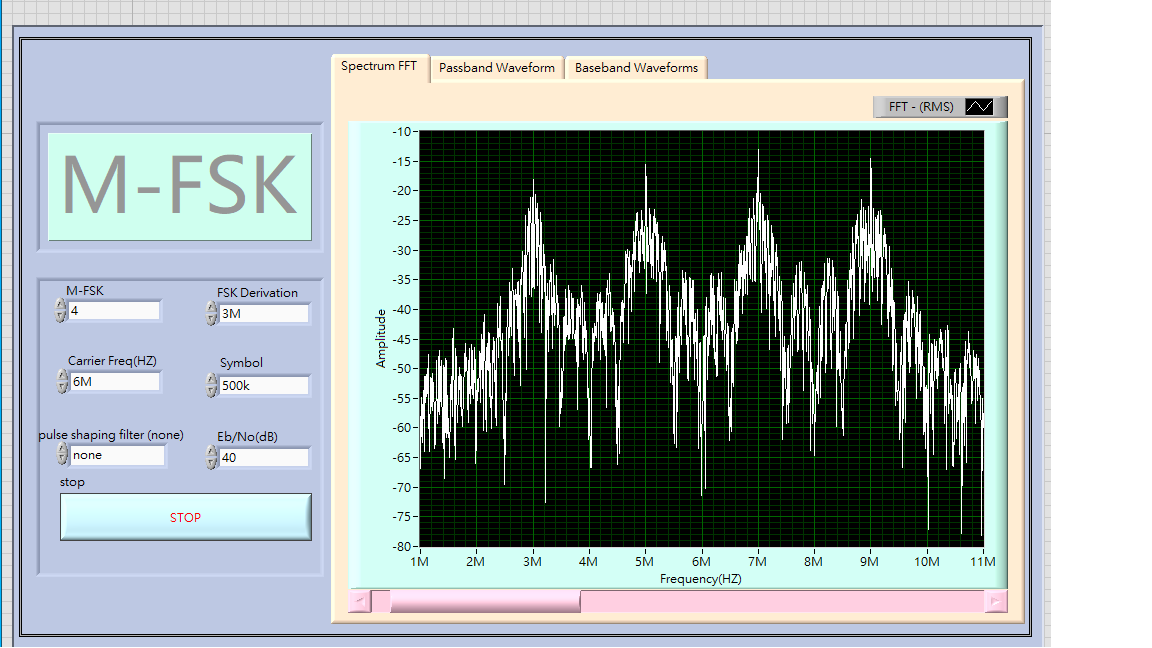 Spectrum FFT
Passband Waveform
Baseband Waveforms
FFT - (RMS)
M-FSK
M-FSK
4
FSK Derivation
3M
Carrier Freq(HZ)
6M
Symbol
500k
pulse shaping filter (none)
none
Eb/No(dB)
40
stop
STOP
Amplitude
-10
-15
-20
-25
-30
-35
-40
-45
-50
-55
-60
-65
-70
-75
-80
1M 2M 3M 4M 5M 6M 7M 8M 9M 10M 11M
Frequency(HZ)